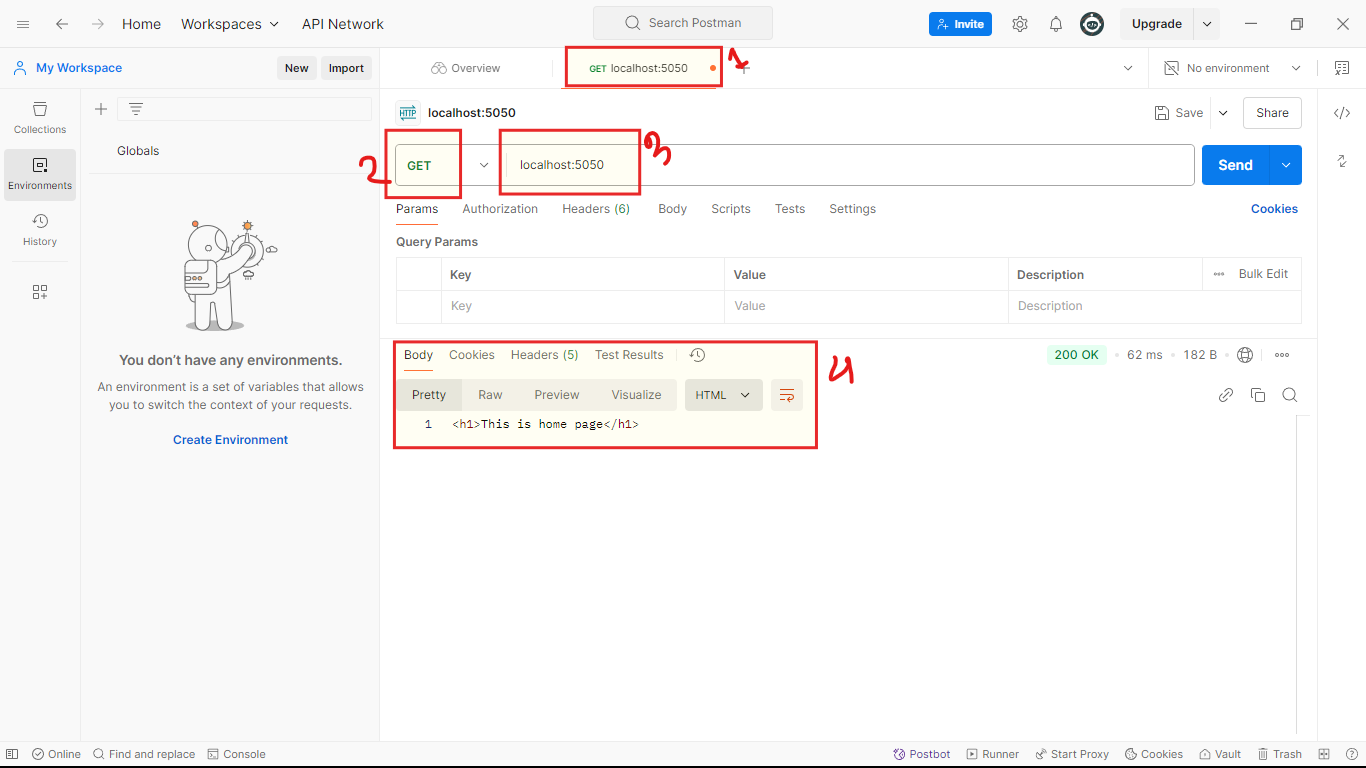 Home Workspaces API Network Search Postman Invite Upgrade
My Workspace New Import Overview GET localhost:5050 1 No environment
Collections
Environments
History
Globals
You don't have any environments.
An environment is a set of variables that allows
you to switch the context of your requests.
Create Environment
HTTP localhost:5050 Save Share
2 GET localhost:5050 3 Send
Params Authorization Headers (6) Body Scripts Tests Settings Cookies
Query Params
Key Value Description Bulk Edit
Key Value Description
Body Cookies Headers (5) Test Results 4 200 OK 62 ms 182 B
Pretty Raw Preview Visualize HTML
1 <h1>This is home page</h1>
Online Find and replace Console Postbot Runner Start Proxy Cookies Vault Trash